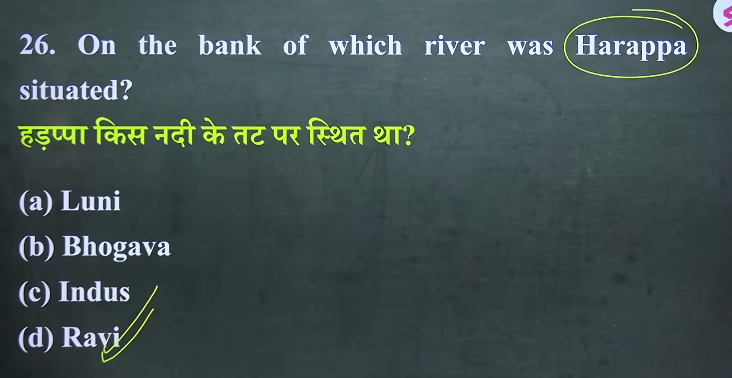 26. On the bank of which river was Harappa
situated?
हड़प्पा किस नदी के तट पर स्थित था?
(a) Luni
(b) Bhogava
(c) Indus
(d) Ravi